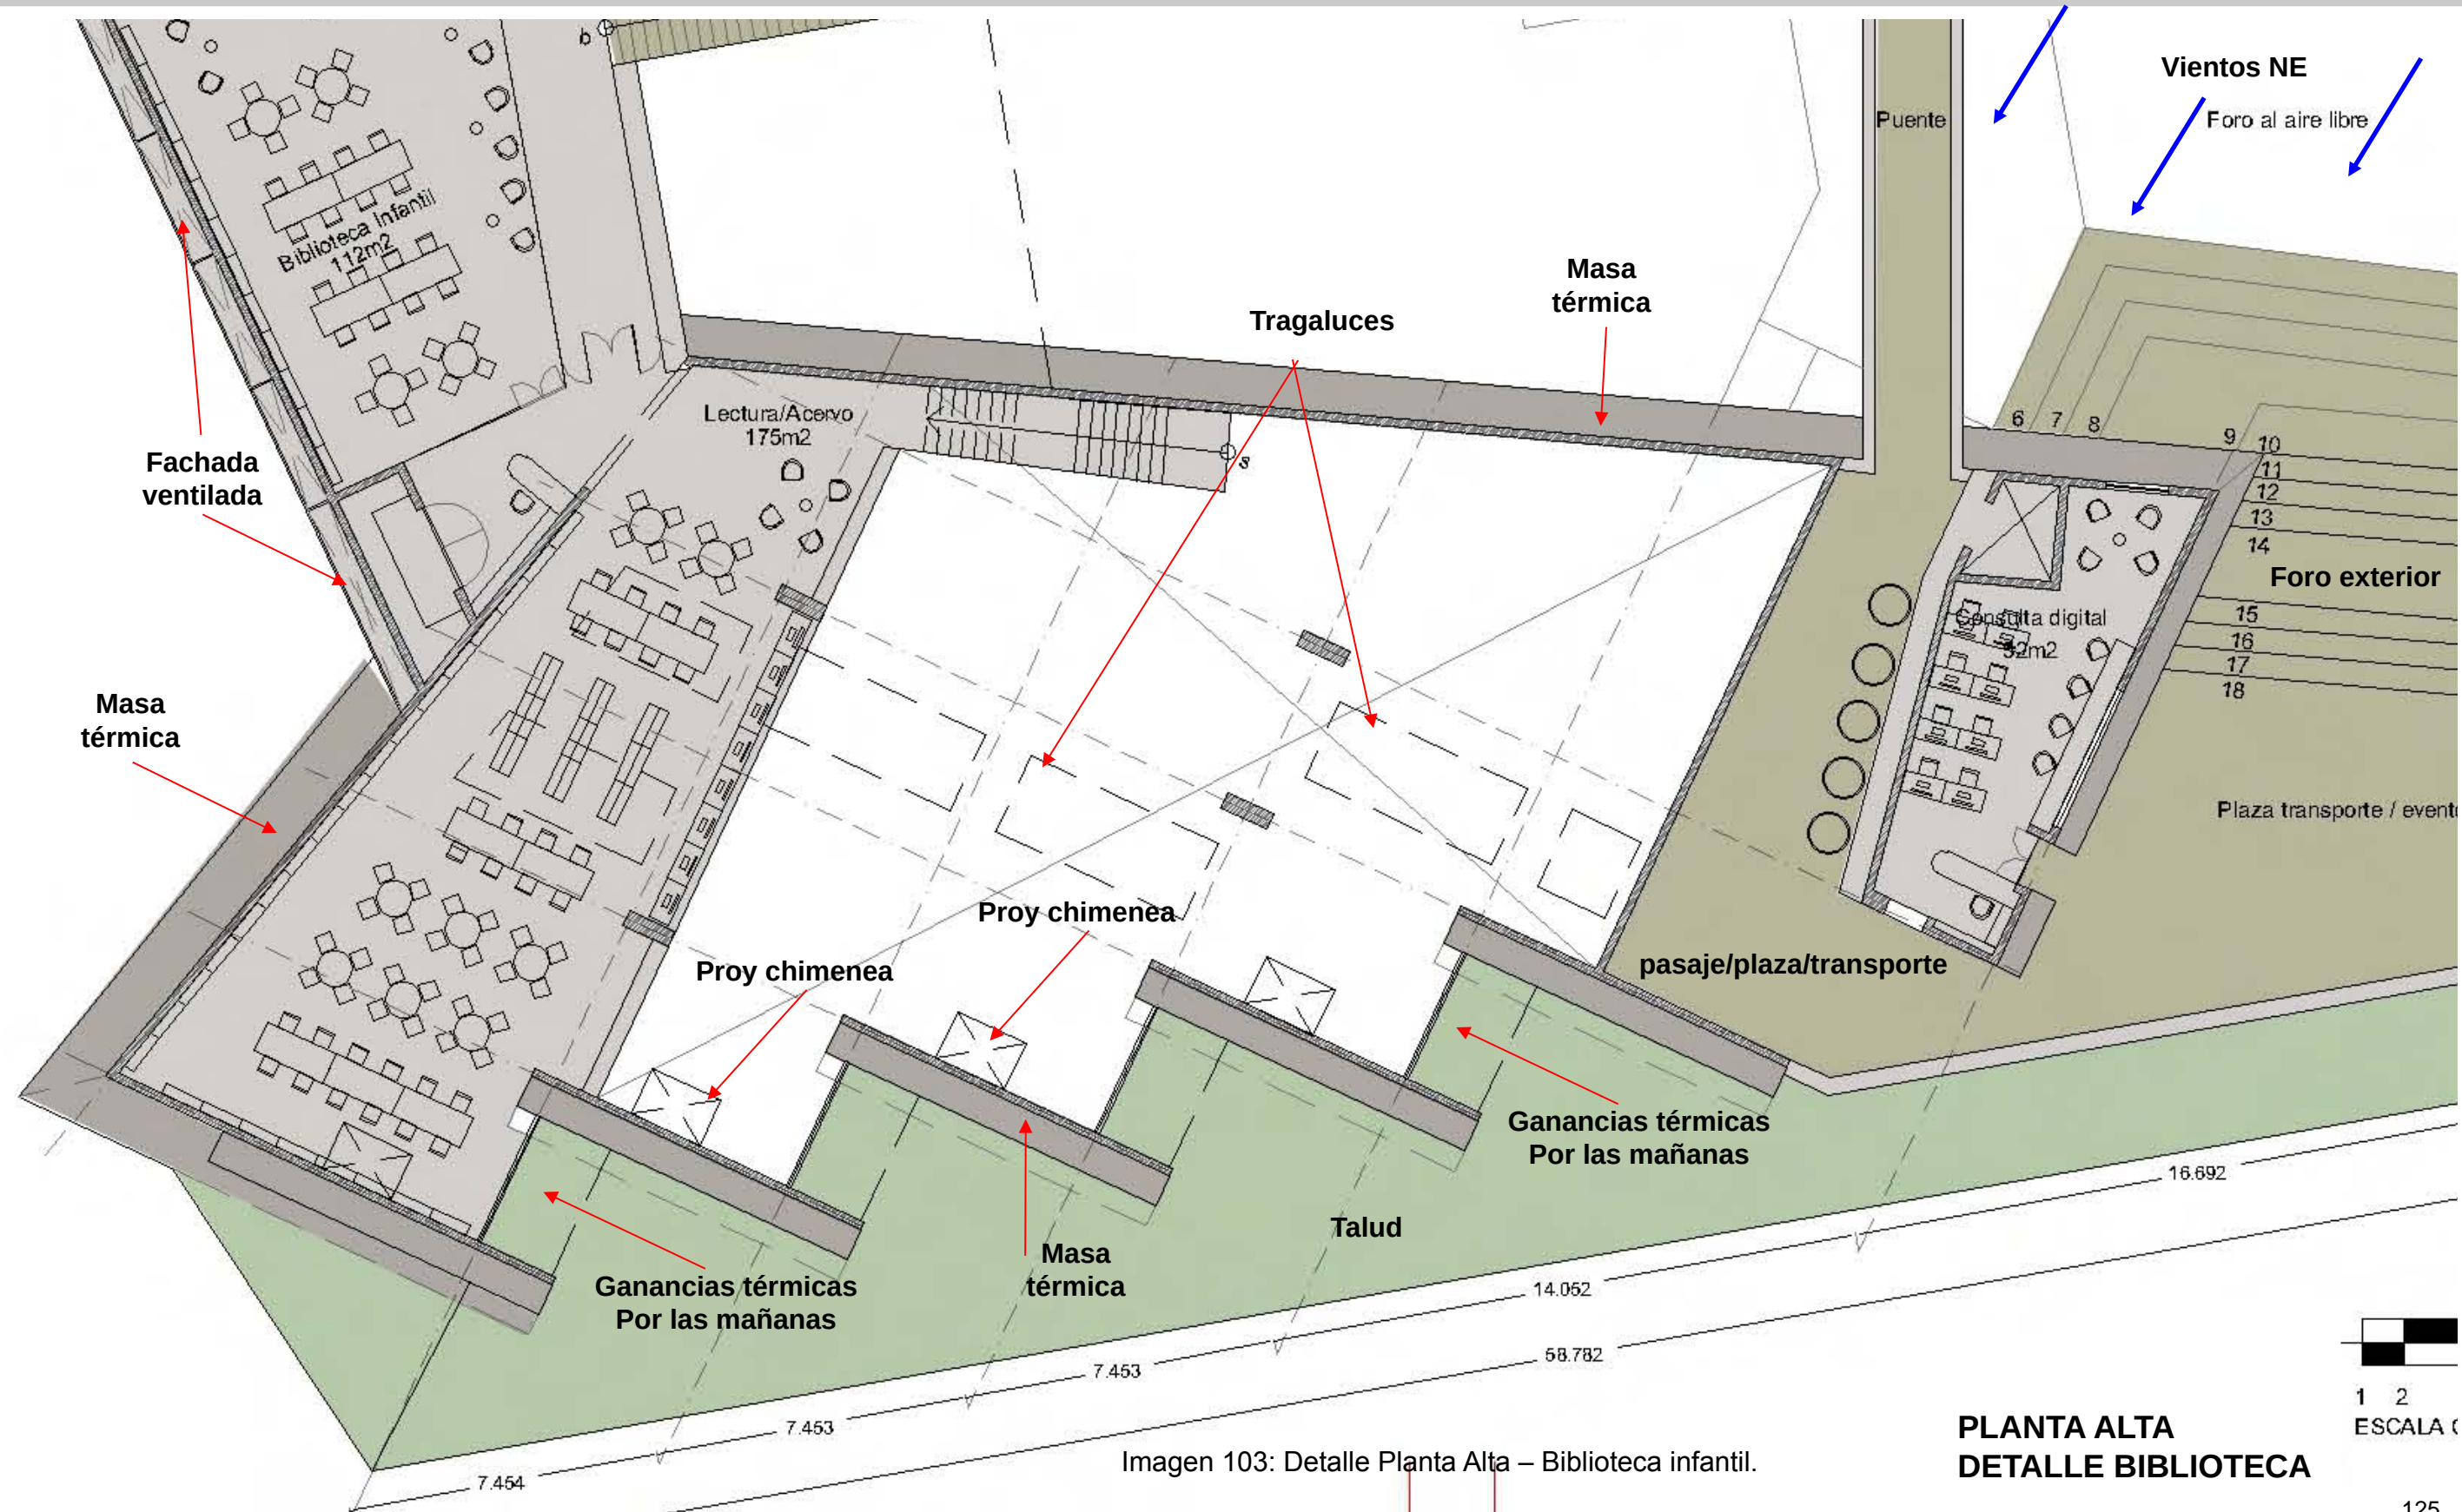 b
Vientos NE
Puente
Foro al aire libre
Biblioteca Infantil
112m2
Masa
térmica
Tragaluces
Lectura/Acervo
175m2
s
6
7
8
9
10
11
12
13
14
Fachada
ventilada
Foro exterior
Consulta digital
15
16
17
18
Masa
térmica
Plaza transporte / evento
Proy chimenea
Proy chimenea
pasaje/plaza/transporte
Ganancias térmicas
Por las mañanas
16.692
Talud
Masa
térmica
Ganancias térmicas
Por las mañanas
14.052
58.782
7.453
7.453
7.454
1 2
ESCALA
PLANTA ALTA
DETALLE BIBLIOTECA
Imagen 103: Detalle Planta Alta – Biblioteca infantil.
125